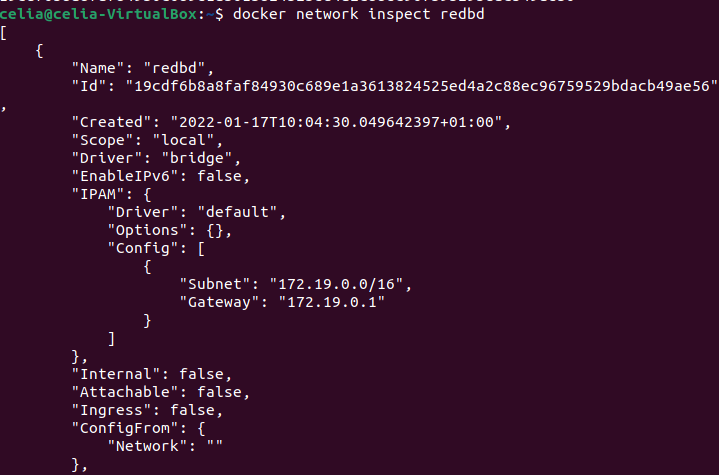 celia@celia-VirtualBox:~$ docker network inspect redbd
[
    {
        "Name": "redbd",
        "Id": "19cdf6b8a8faf84930c689e1a3613824525ed4a2c88ec96759529bdacb49ae56"
,
        "Created": "2022-01-17T10:04:30.049642397+01:00",
        "Scope": "local",
        "Driver": "bridge",
        "EnableIPv6": false,
        "IPAM": {
            "Driver": "default",
            "Options": {},
            "Config": [
                {
                    "Subnet": "172.19.0.0/16",
                    "Gateway": "172.19.0.1"
                }
            ]
        },
        "Internal": false,
        "Attachable": false,
        "Ingress": false,
        "ConfigFrom": {
            "Network": ""
        },